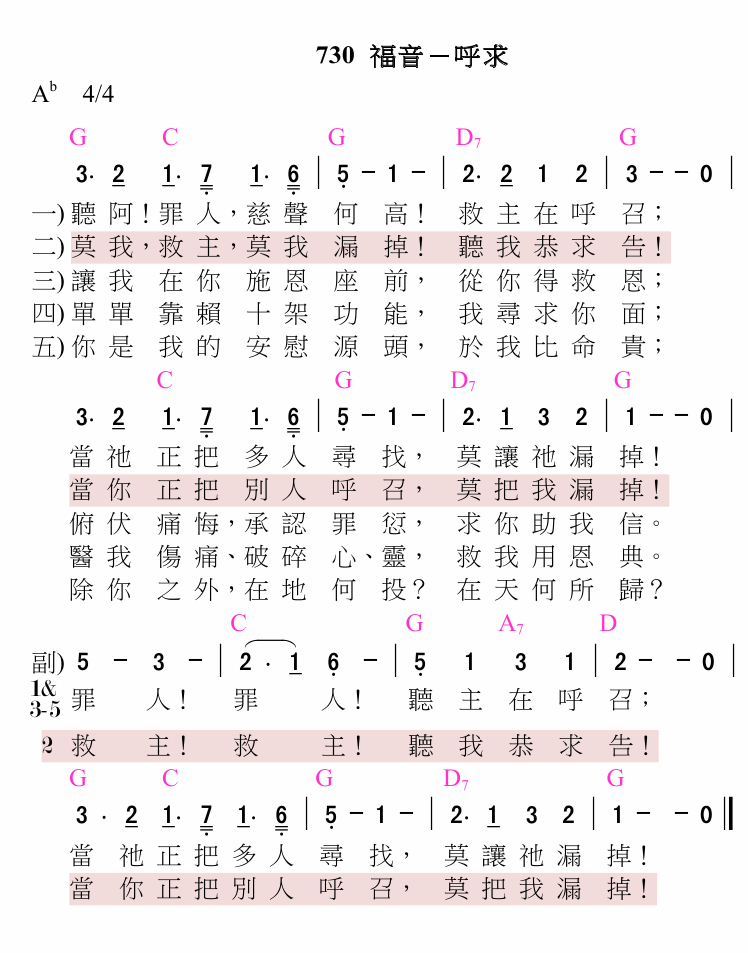 730 福音－呼求
Ab 4/4
G C G D7 G
3· 2 1· 7 1· 6 | 5 － 1 － | 2· 2 1 2 | 3 － － 0 |
一) 聽阿！罪人，慈聲何高！救主在呼召；
二) 莫我，救主，莫我漏掉！聽我恭求告！
三) 讓我在你施恩座前，從你得救恩；
四) 單單靠賴十架功能，我尋求你面；
五) 你是我的安慰源頭，於我比命貴；
C G D7 G
3· 2 1· 7 1· 6 | 5 － 1 － | 2· 1 3 2 | 1 － － 0 |
當祂正把多人尋找，莫讓祂漏掉！
當你正把別人呼召，莫把我漏掉！
俯伏痛悔，承認罪愆，求你助我信。
醫我傷痛、破碎心、靈，救我用恩典。
除你之外，在地何投？在天何所歸？
C G A7 D
副) 5 － 3 － | 2 · 1 6 － | 5 1 3 1 | 2 － － 0 |
1& 3-5 罪人！罪人！聽主在呼召；
2 救主！救主！聽我恭求告！
G C G D7 G
3 · 2 1· 7 1· 6 | 5 － 1 － | 2· 1 3 2 | 1 － － 0 ‖
當祂正把多人尋找，莫讓祂漏掉！
當你正把別人呼召，莫把我漏掉！